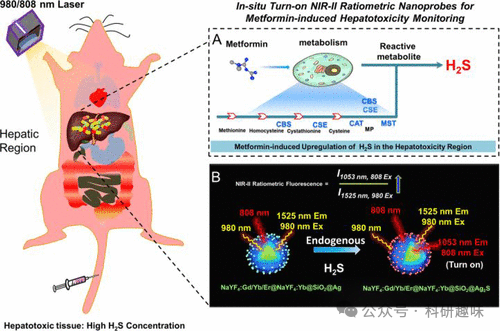 980/808 nm Laser
In-situ Turn-on NIR-II Ratiometric Nanoprobes for
Metformin-induced Hepatotoxicity Monitoring
Hepatic
Region
A
Metformin
metabolism
Reactive
metabolite
H₂S
CBS
CSE
CBS
CSE
CAT
MST
Methionine
Homocysteine
Cystathionine
Cysteine
MP
Metformin-induced Upregulation of H₂S in the Hepatotoxicity Region
B
NIR-II Ratiometric Fluorescence =
I1053 nm, 808 Ex
I1525 nm, 980 Ex
808 nm
1525 nm Em
980 nm Ex
980 nm
Endogenous
H₂S
808 nm
1525 nm Em
980 nm Ex
980 nm
1053 nm Em
808 nm Ex
(Turn on)
NaYF₄:Gd/Yb/Er@NaYF₄:Yb@SiO₂@Ag
NaYF₄:Gd/Yb/Er@NaYF₄:Yb@SiO₂@Ag₂S
Hepatotoxic tissue: High H₂S Concentration
公众号 · 科研趣味